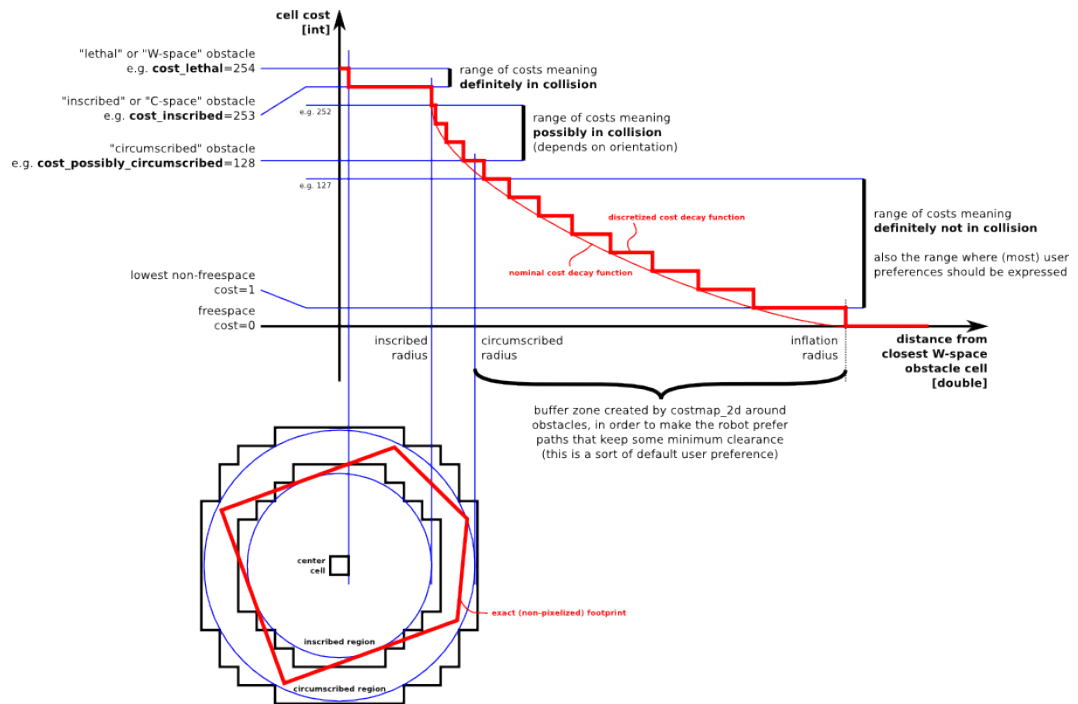 cell cost
[int]
"lethal" or "W-space" obstacle
e.g. cost_lethal=254
range of costs meaning
definitely in collision
"inscribed" or "C-space" obstacle
e.g. cost_inscribed=253
e.g. 252
range of costs meaning
possibly in collision
(depends on orientation)
"circumscribed" obstacle
e.g. cost_possibly_circumscribed=128
e.g. 127
range of costs meaning
definitely not in collision
also the range where (most) user
preferences should be expressed
discretized cost decay function
nominal cost decay function
lowest non-freespace
cost=1
freespace
cost=0
inscribed
radius
circumscribed
radius
inflation
radius
distance from
closest W-space
obstacle cell
[double]
buffer zone created by costmap_2d around
obstacles, in order to make the robot prefer
paths that keep some minimum clearance
(this is a sort of default user preference)
center
cell
exact (non-pixelized) footprint
inscribed region
circumscribed region